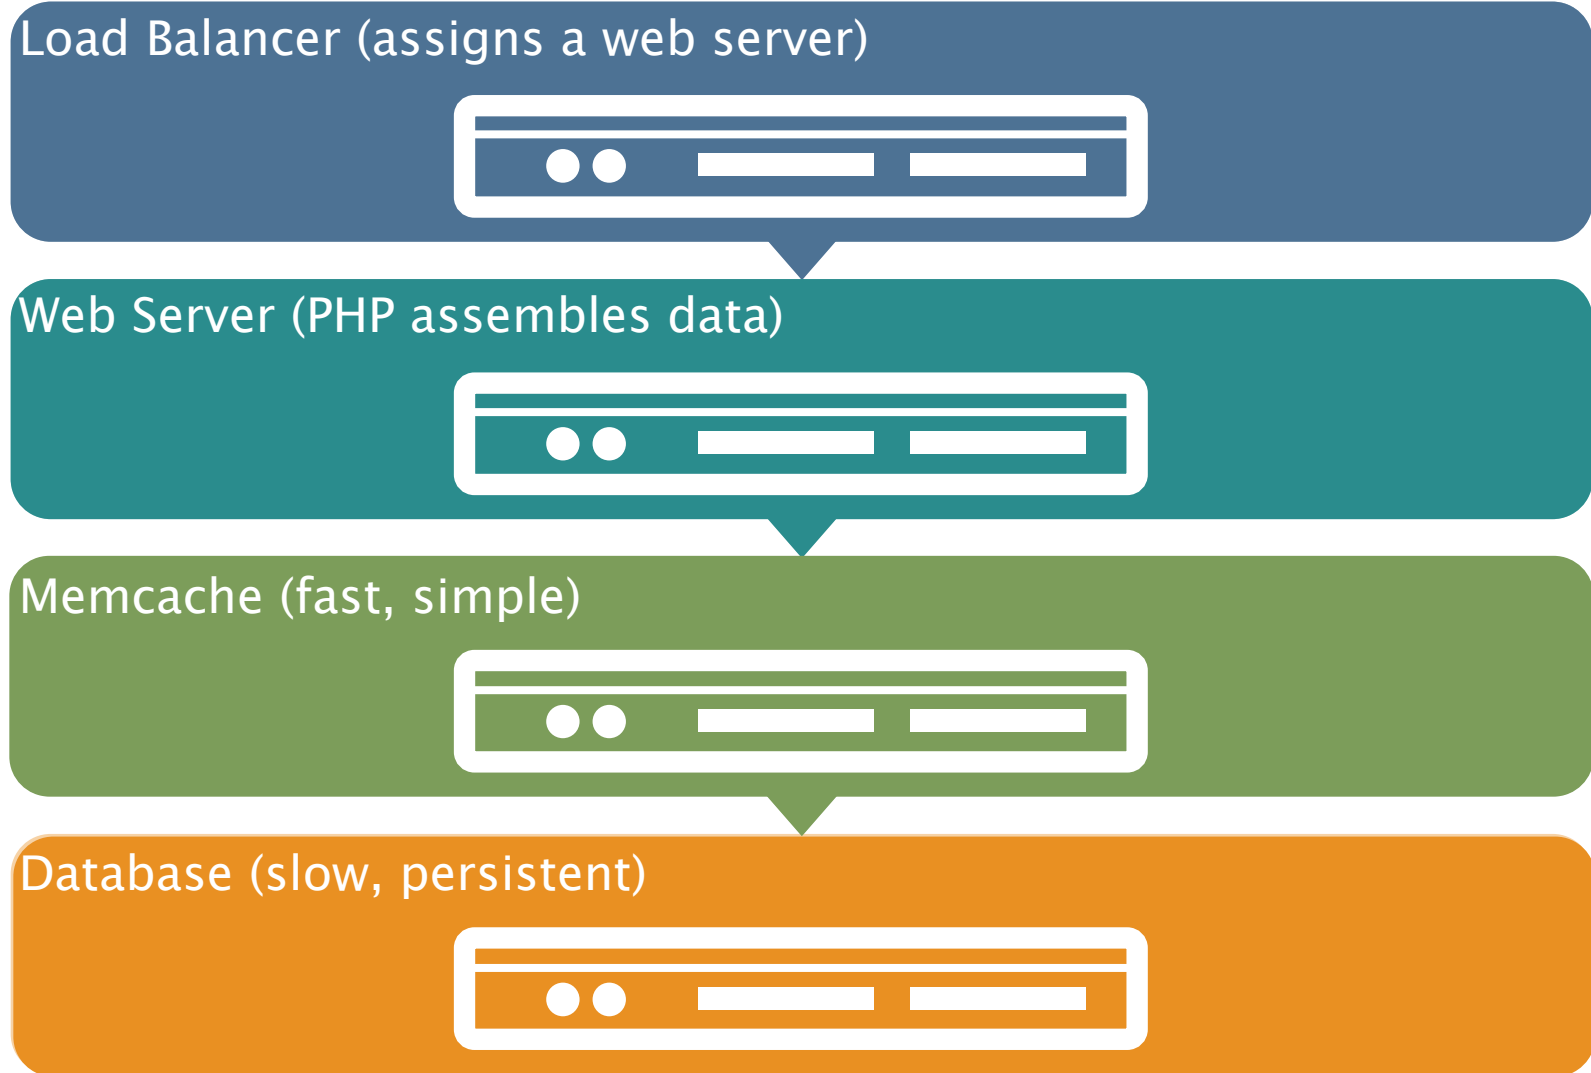 Load Balancer (assigns a web server)
Web Server (PHP assembles data)
Memcache (fast, simple)
Database (slow, persistent)